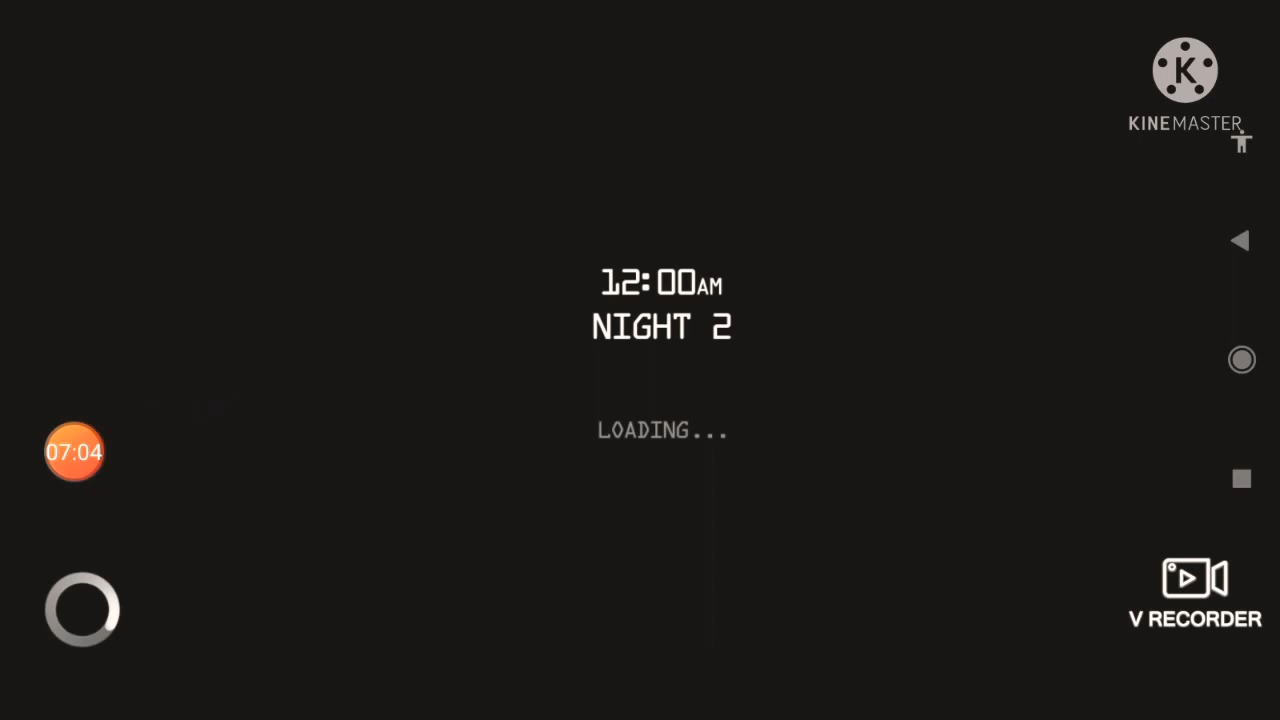 K
KINEMASTER
12:00AM
NIGHT 2
LOADING...
07:04
V RECORDER